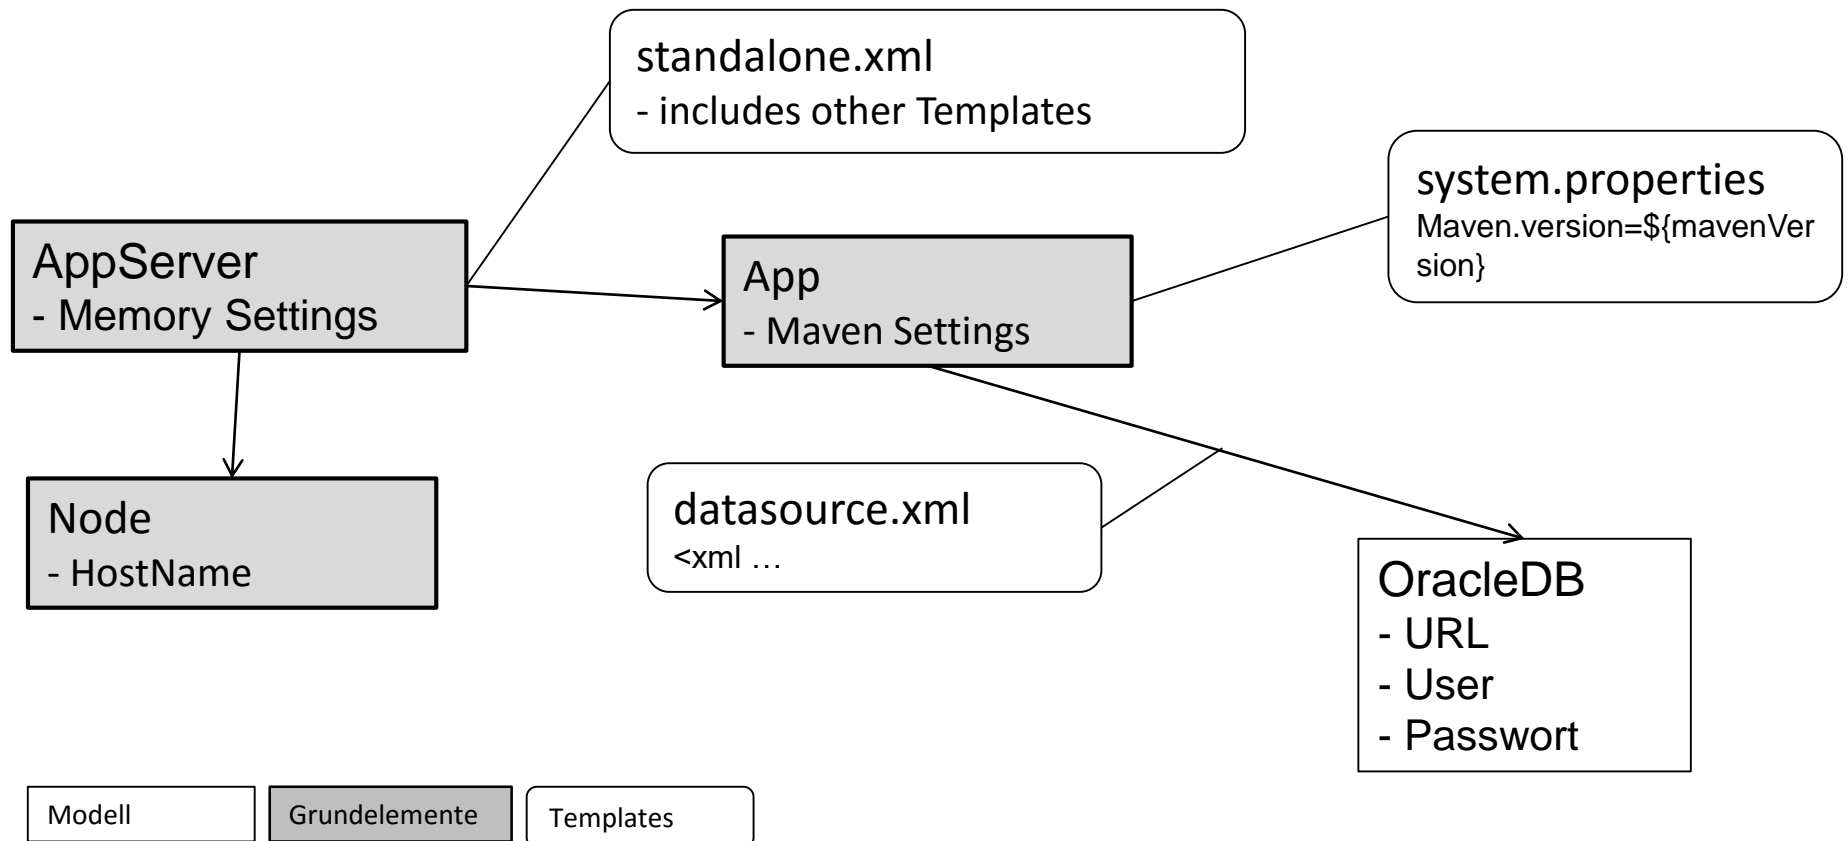 standalone.xml
- includes other Templates
system.properties
Maven.version=${mavenVer
sion}
AppServer
- Memory Settings
App
- Maven Settings
Node
- HostName
datasource.xml
<xml …
OracleDB
- URL
- User
- Passwort
Modell
Grundelemente
Templates